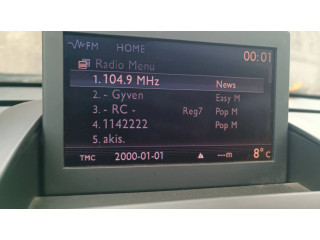 FM HOME 00:01
Radio Menu
1. 104.9 MHz News
2. - Gyven Easy M
3. - RC - Reg7 Pop M
4. 1142222 Pop M
5. akis.
TMC 2000-01-01 ---m 8°C